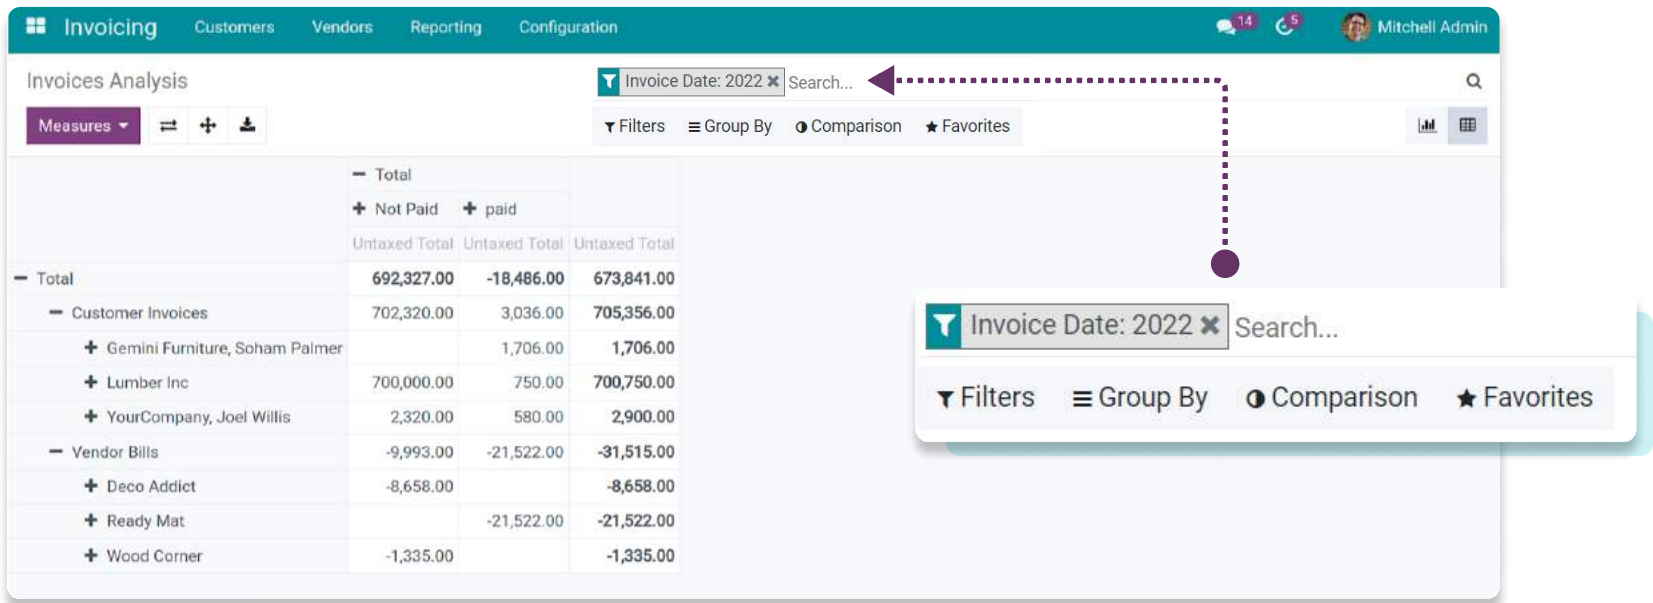 Invoicing Customers Vendors Reporting Configuration 14 5 Mitchell Admin
Invoices Analysis Invoice Date: 2022 Search...
Measures Filters Group By Comparison Favorites
Total
Not Paid paid
Untaxed Total Untaxed Total Untaxed Total
Total 692,327.00 -18,486.00 673,841.00
Customer Invoices 702,320.00 3,036.00 705,356.00
Gemini Furniture, Soham Palmer 1,706.00 1,706.00
Lumber Inc 700,000.00 750.00 700,750.00
YourCompany, Joel Willis 2,320.00 580.00 2,900.00
Vendor Bills -9,993.00 -21,522.00 -31,515.00
Deco Addict -8,658.00 -8,658.00
Ready Mat -21,522.00 -21,522.00
Wood Corner -1,335.00 -1,335.00
Invoice Date: 2022 Search...
Filters Group By Comparison Favorites